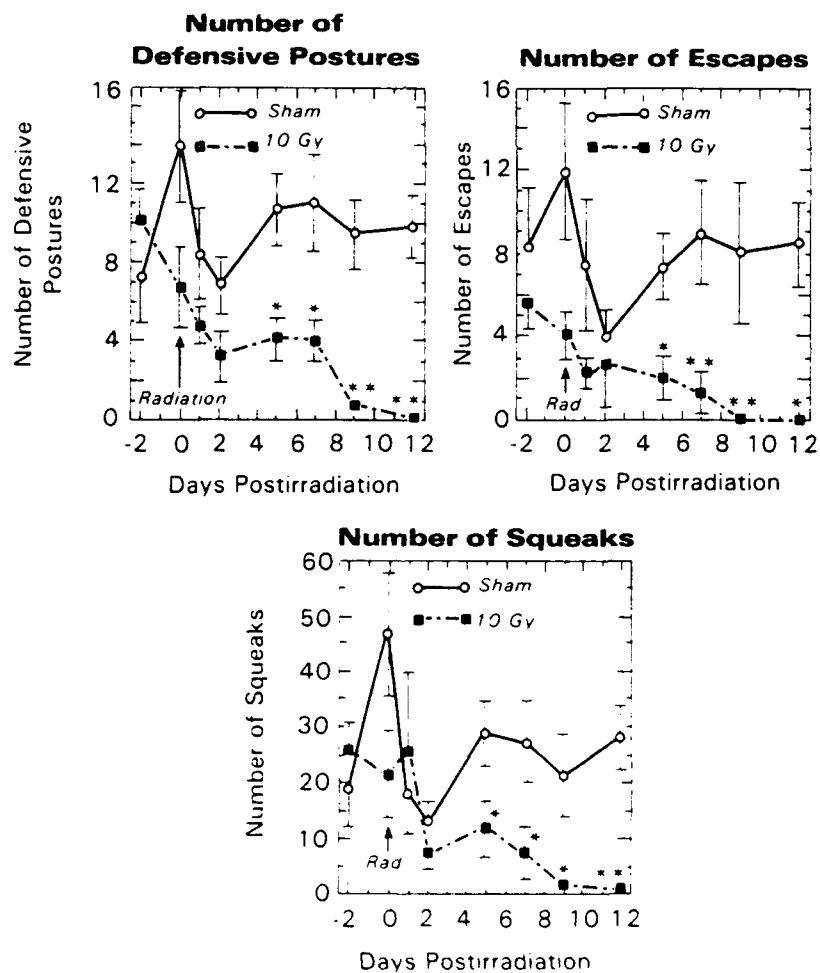 Number of
Defensive Postures
16
12
8
4
0
Number of Defensive
Postures
Sham
10 Gy
*
*
* *
* *
Radiation
-2 0 2 4 6 8 10 12
Days Postirradiation
Number of Escapes
16
12
8
4
0
Number of Escapes
Sham
10 Gy
*
* *
* *
*
Rad
-2 0 2 4 6 8 10 12
Days Postirradiation
Number of Squeaks
60
50
40
30
20
10
0
Number of Squeaks
Sham
10 Gy
*
*
*
* *
Rad
-2 0 2 4 6 8 10 12
Days Postirradiation